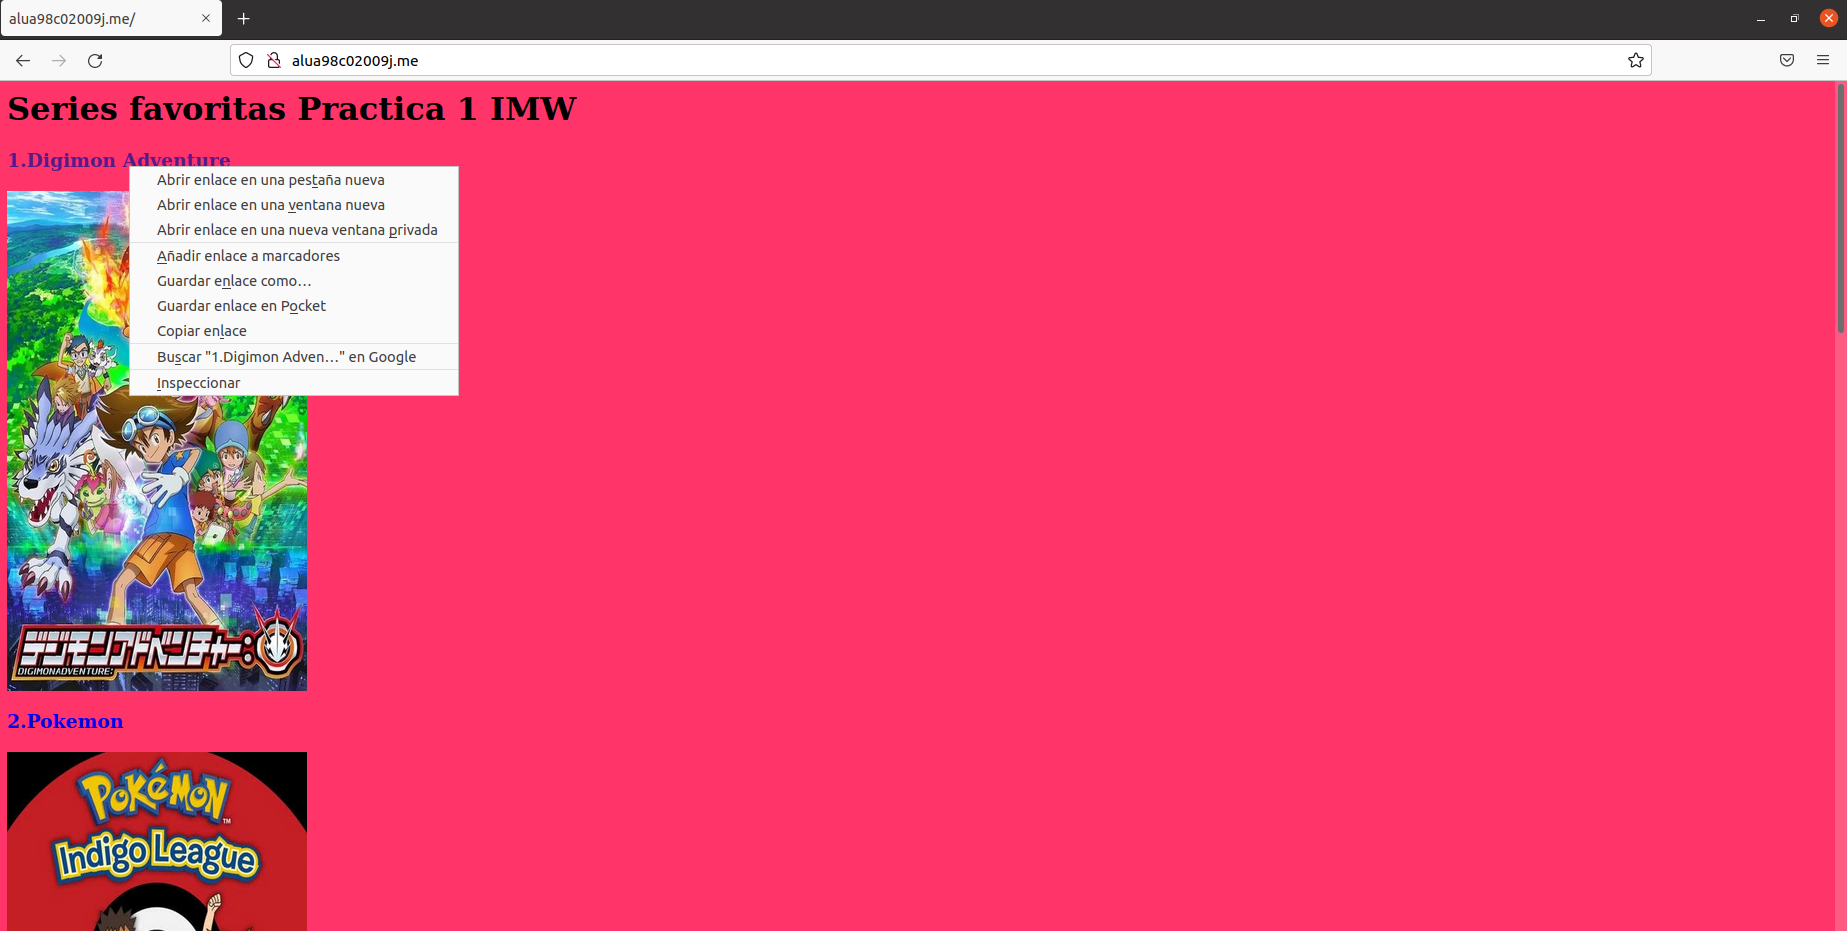 alua98c02009j.me/
alua98c02009j.me
Series favoritas Practica 1 IMW
1.Digimon Adventure
Abrir enlace en una pestaña nueva
Abrir enlace en una ventana nueva
Abrir enlace en una nueva ventana privada
Añadir enlace a marcadores
Guardar enlace como…
Guardar enlace en Pocket
Copiar enlace
Buscar "1.Digimon Adven…" en Google
Inspeccionar
デジモンアドベンチャー:
DIGIMONADVENTURE:
2.Pokemon
POKéMON
TM
Indigo League